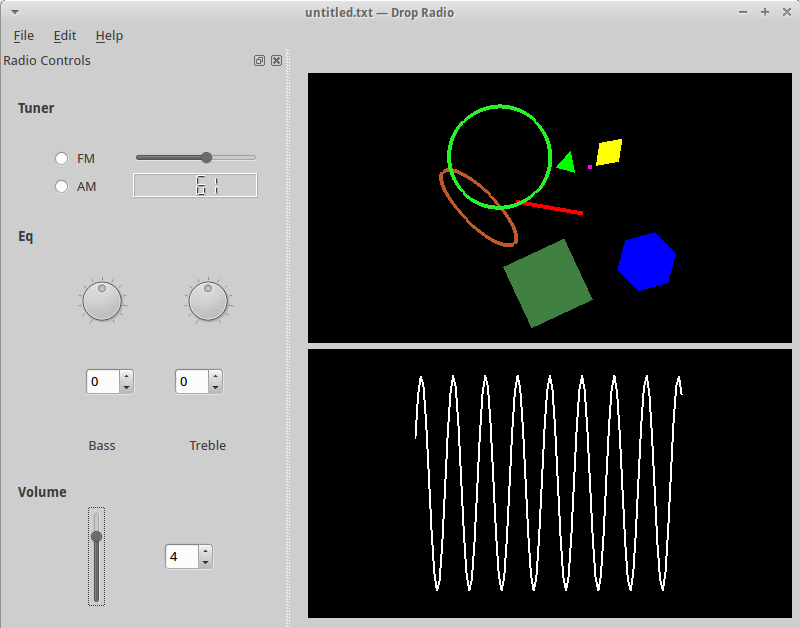 untitled.txt — Drop Radio
File Edit Help
Radio Controls
Tuner
FM
AM
61
Eq
0 0
Bass Treble
Volume
4